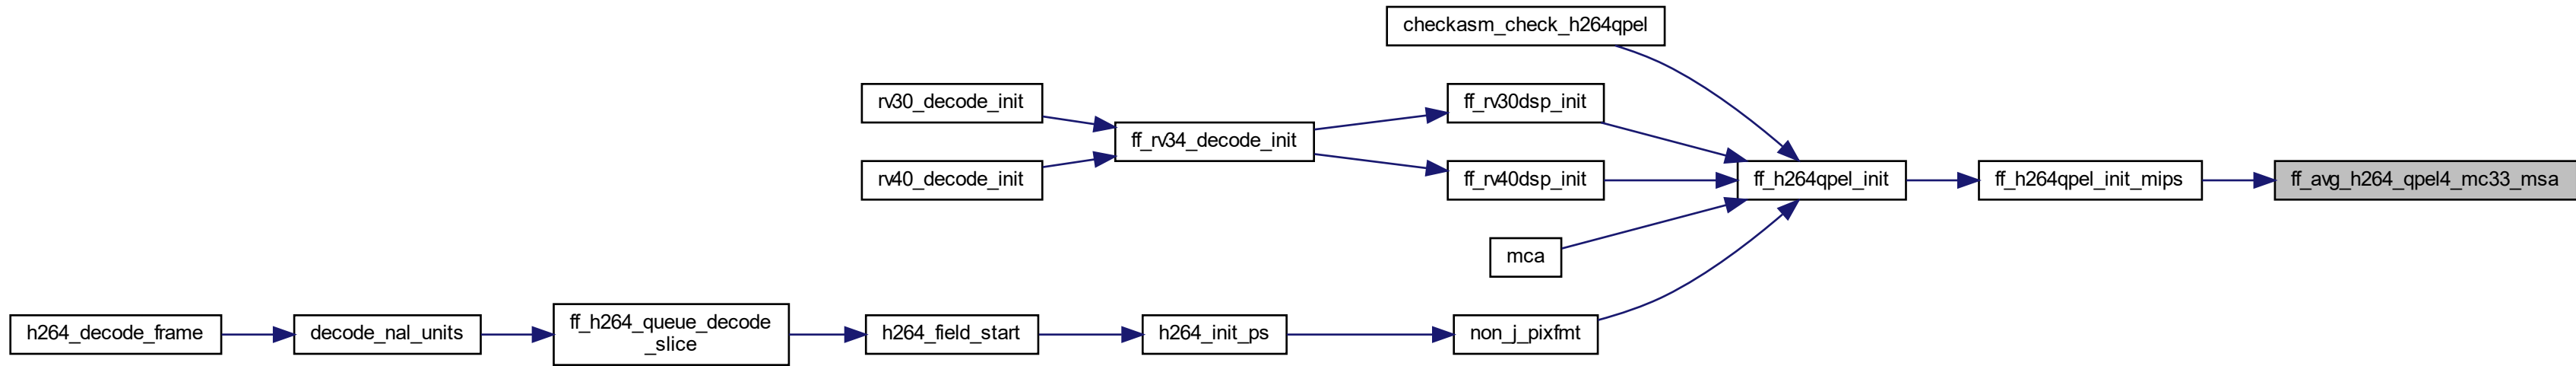 checkasm_check_h264qpel
rv30_decode_init
ff_rv30dsp_init
ff_rv34_decode_init
rv40_decode_init
ff_rv40dsp_init
ff_h264qpel_init
ff_h264qpel_init_mips
ff_avg_h264_qpel4_mc33_msa
mca
h264_decode_frame
decode_nal_units
ff_h264_queue_decode
_slice
h264_field_start
h264_init_ps
non_j_pixfmt